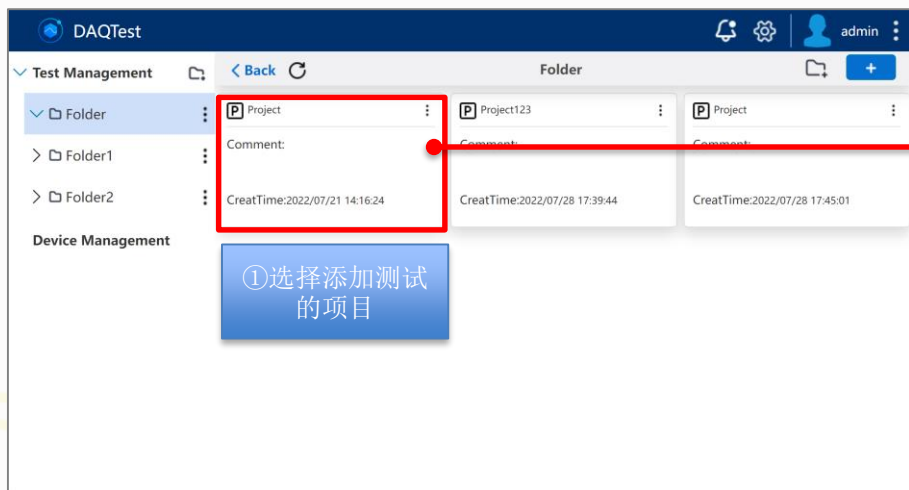 DAQTest
admin
Test Management
Back
Folder
+
Folder
Folder1
Folder2
Device Management
P Project
Comment:
CreatTime:2022/07/21 14:16:24
P Project123
Comment:
CreatTime:2022/07/28 17:39:44
P Project
Comment:
CreatTime:2022/07/28 17:45:01
①选择添加测试
的项目